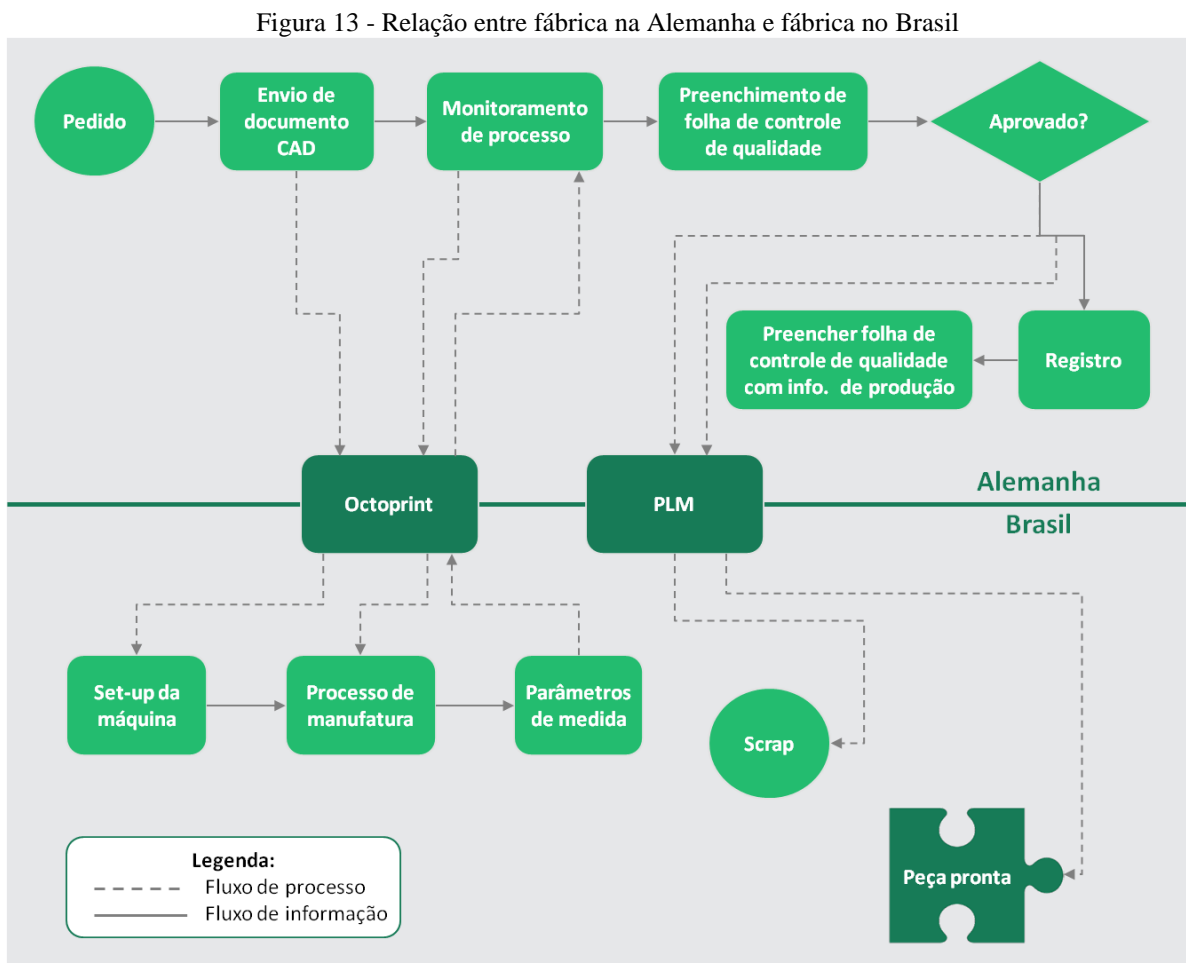 Figura 13 - Relação entre fábrica na Alemanha e fábrica no Brasil
Pedido
Envio de
documento
CAD
Monitoramento
de processo
Preenchimento de
folha de controle
de qualidade
Aprovado?
Preencher folha de
controle de qualidade
com info. de produção
Registro
Octoprint
PLM
Alemanha
Brasil
Set-up da
máquina
Processo de
manufatura
Parâmetros
de medida
Scrap
Peça pronta
Legenda:
Fluxo de processo
Fluxo de informação